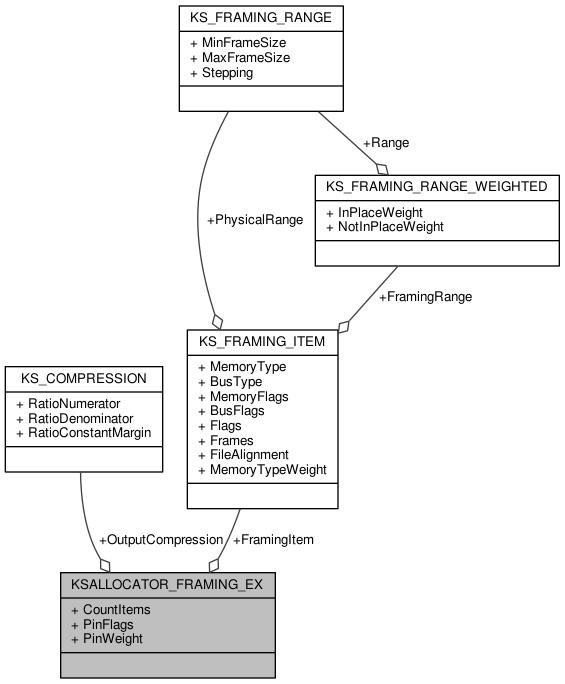 KS_FRAMING_RANGE
+ MinFrameSize
+ MaxFrameSize
+ Stepping
+Range
KS_FRAMING_RANGE_WEIGHTED
+ InPlaceWeight
+ NotInPlaceWeight
+PhysicalRange
+FramingRange
KS_FRAMING_ITEM
+ MemoryType
+ BusType
+ MemoryFlags
+ BusFlags
+ Flags
+ Frames
+ FileAlignment
+ MemoryTypeWeight
KS_COMPRESSION
+ RatioNumerator
+ RatioDenominator
+ RatioConstantMargin
+OutputCompression
+FramingItem
KSALLOCATOR_FRAMING_EX
+ CountItems
+ PinFlags
+ PinWeight